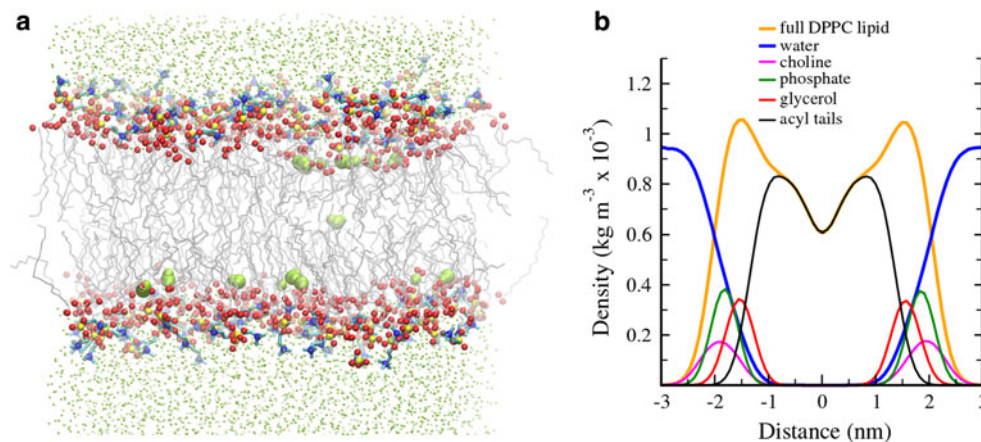 a
b
full DPPC lipid
water
choline
phosphate
glycerol
acyl tails
1.2
1
0.8
0.6
0.4
0.2
Density (kg m⁻³ x 10⁻³)
-3 -2 -1 0 1 2 3
Distance (nm)